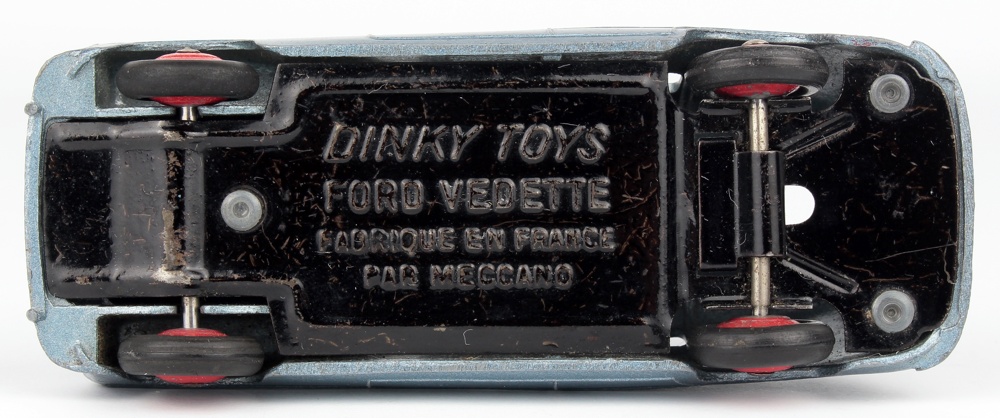 DINKY TOYS
FORD VEDETTE
FABRIQUE EN FRANCE
PAR MECCANO